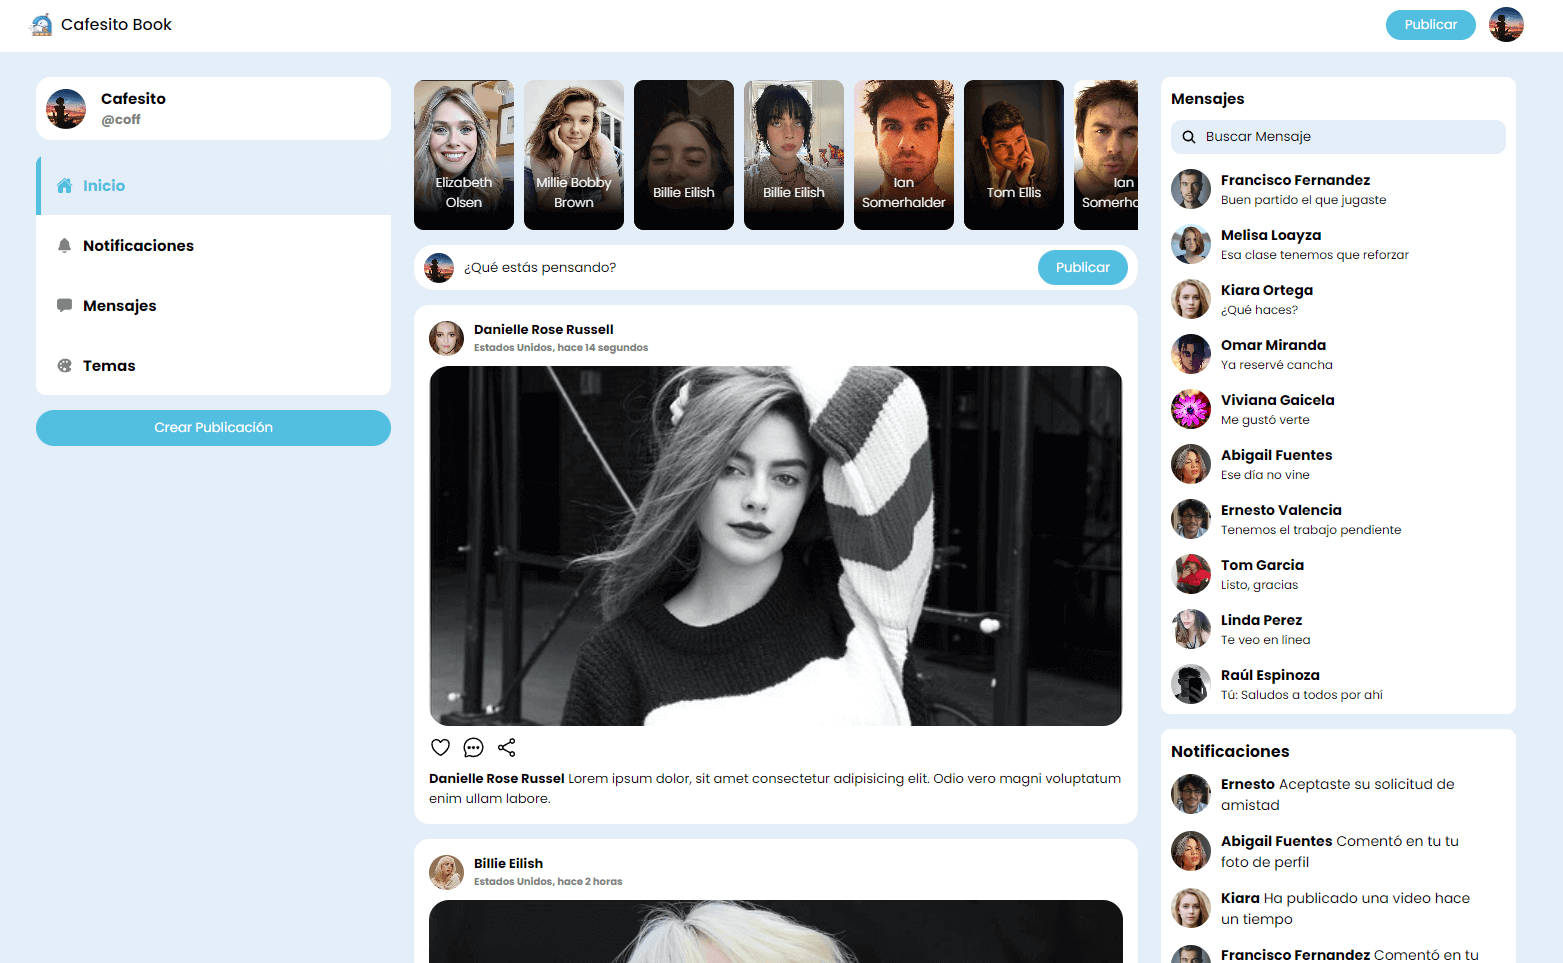 Cafesito Book
Publicar
Cafesito
@coff
Inicio
Notificaciones
Mensajes
Temas
Crear Publicación
Elizabeth
Olsen
Millie Bobby
Brown
Billie Eilish
Billie Eilish
Ian
Somerhalder
Tom Ellis
Ian
Somerho
¿Qué estás pensando?
Publicar
Danielle Rose Russell
Estados Unidos, hace 14 segundos
Danielle Rose Russel Lorem ipsum dolor, sit amet consectetur adipisicing elit. Odio vero magni voluptatum
enim ullam labore.
Billie Eilish
Estados Unidos, hace 2 horas
Mensajes
Buscar Mensaje
Francisco Fernandez
Buen partido el que jugaste
Melisa Loayza
Esa clase tenemos que reforzar
Kiara Ortega
¿Qué haces?
Omar Miranda
Ya reservé cancha
Viviana Gaicela
Me gustó verte
Abigail Fuentes
Ese día no vine
Ernesto Valencia
Tenemos el trabajo pendiente
Tom Garcia
Listo, gracias
Linda Perez
Te veo en línea
Raúl Espinoza
Tú: Saludos a todos por ahí
Notificaciones
Ernesto Aceptaste su solicitud de
amistad
Abigail Fuentes Comentó en tu tu
foto de perfil
Kiara Ha publicado una video hace
un tiempo
Francisco Fernandez Comentó en tu